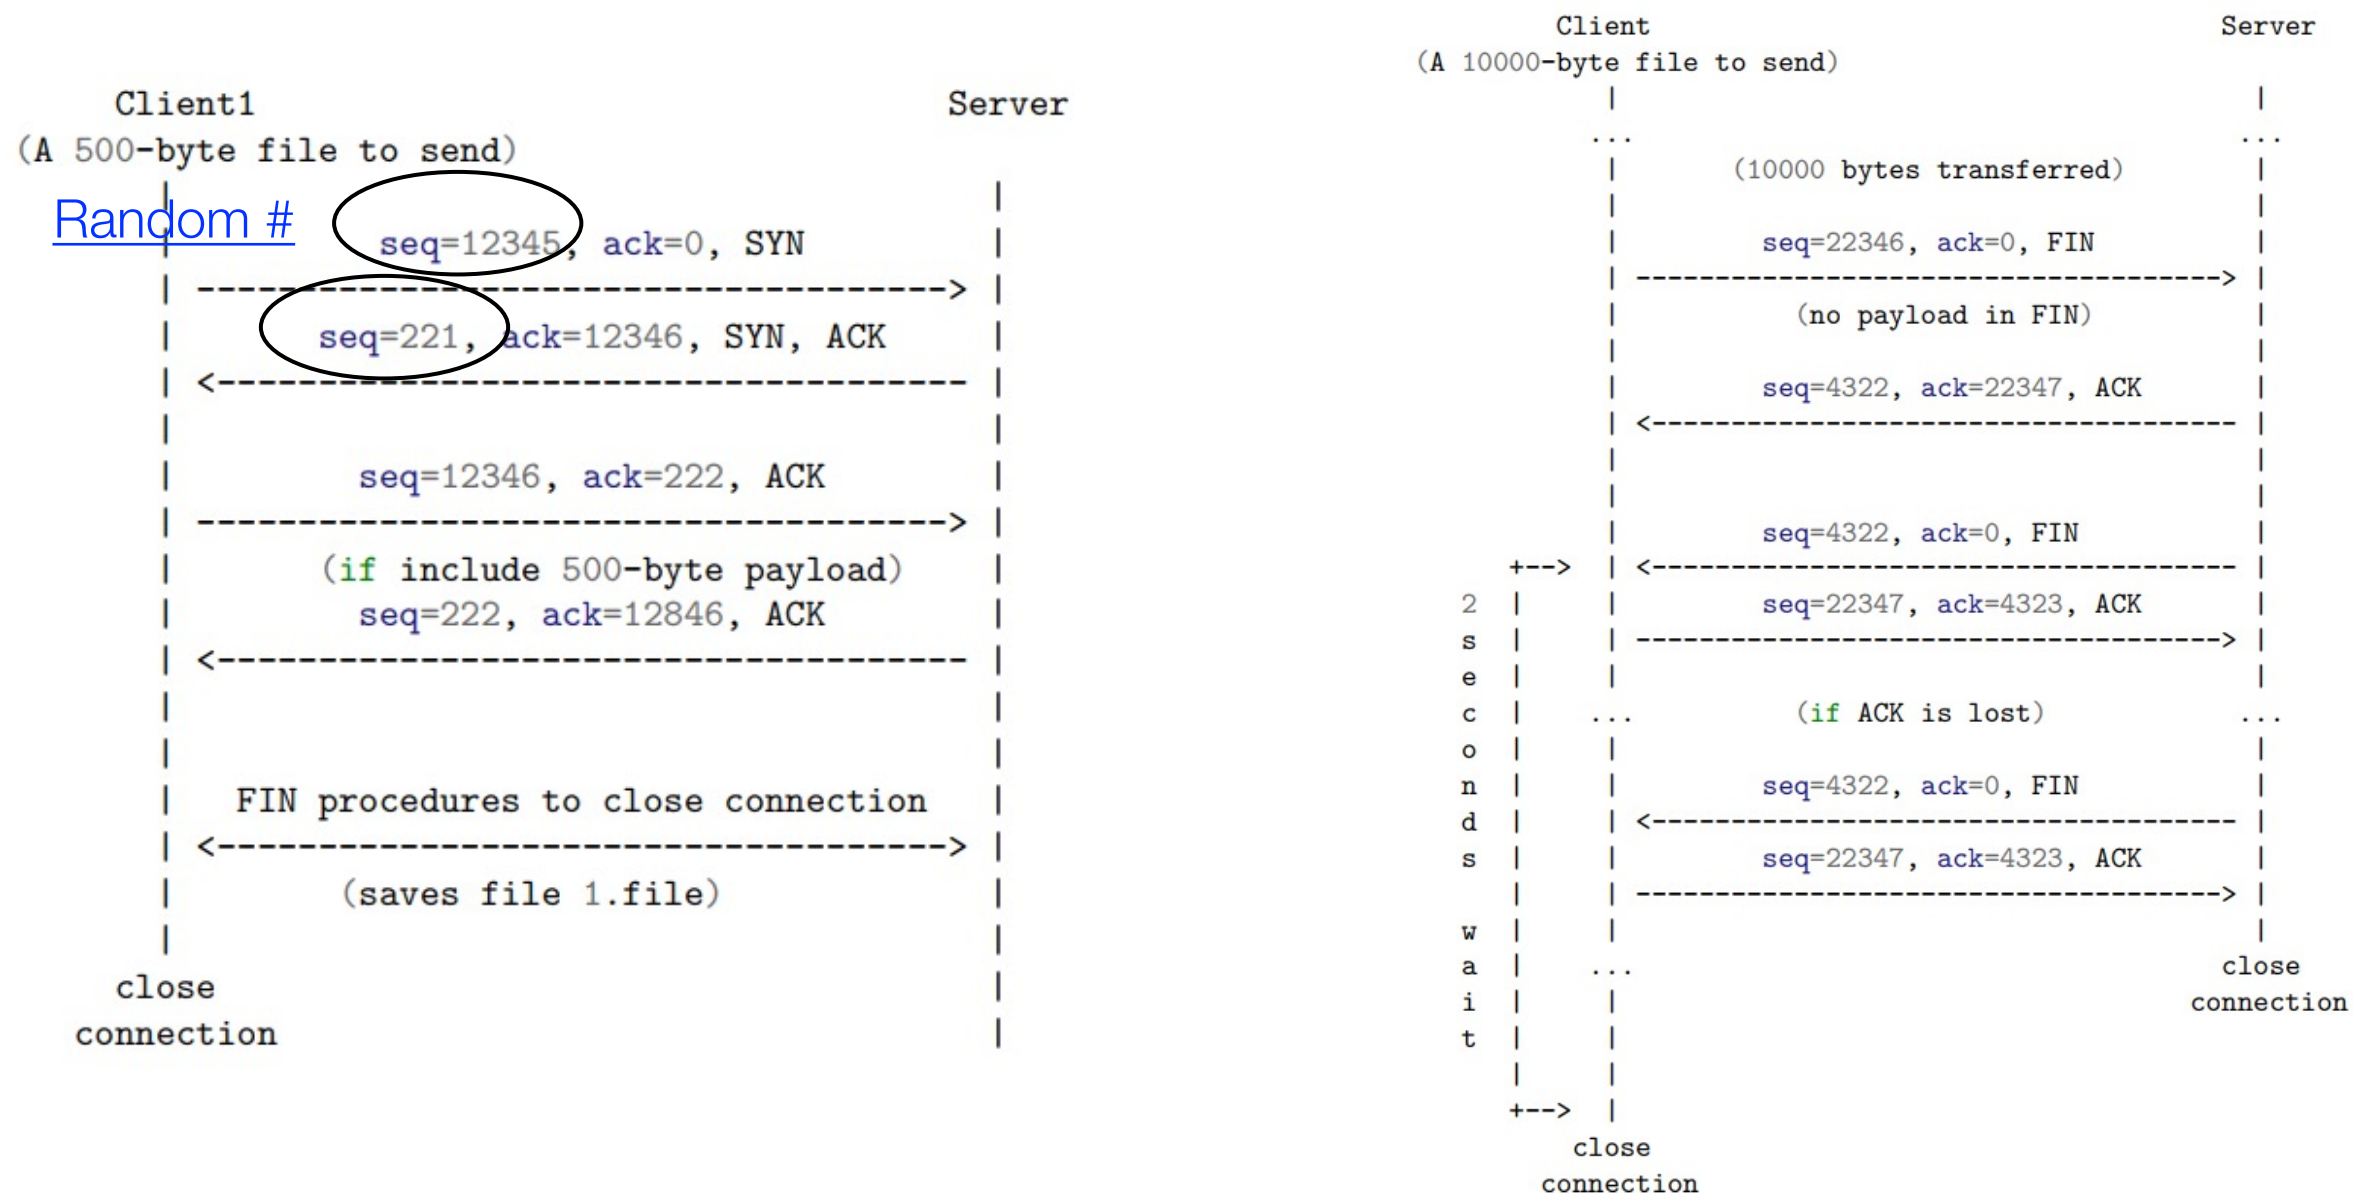 Client1 Server
(A 500-byte file to send)
Random #
seq=12345, ack=0, SYN
seq=221, ack=12346, SYN, ACK
seq=12346, ack=222, ACK
(if include 500-byte payload)
seq=222, ack=12846, ACK
FIN procedures to close connection
(saves file 1.file)
close
connection
Client Server
(A 10000-byte file to send)
... ...
(10000 bytes transferred)
seq=22346, ack=0, FIN
(no payload in FIN)
seq=4322, ack=22347, ACK
seq=4322, ack=0, FIN
seq=22347, ack=4323, ACK
... (if ACK is lost) ...
seq=4322, ack=0, FIN
seq=22347, ack=4323, ACK
2 seconds wait
...
close
connection
close
connection